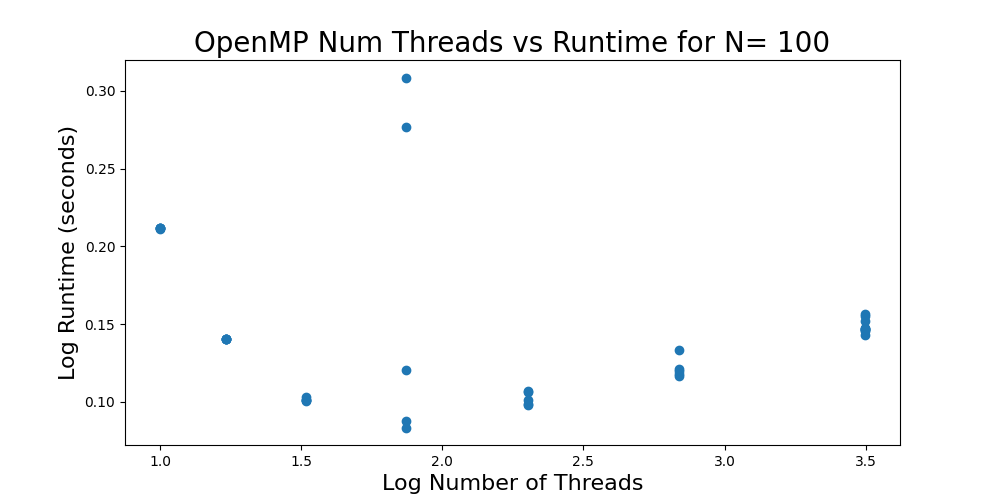 OpenMP Num Threads vs Runtime for N= 100
Log Runtime (seconds)
0.30
0.25
0.20
0.15
0.10
1.0 1.5 2.0 2.5 3.0 3.5
Log Number of Threads